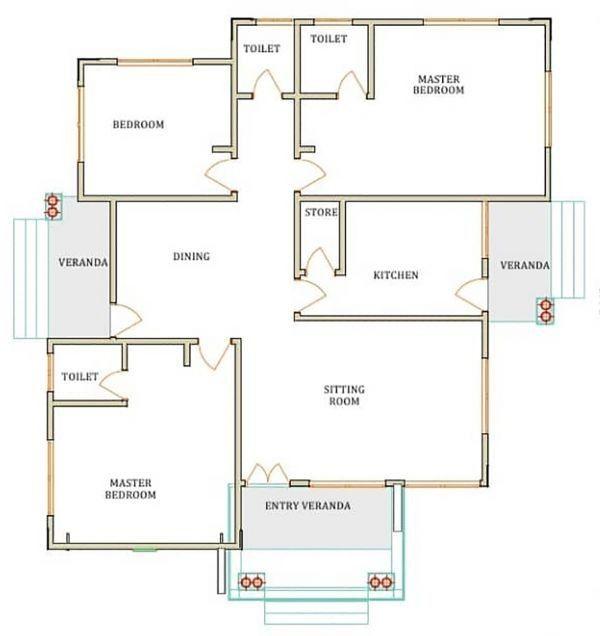 TOILET
TOILET
MASTER
BEDROOM
BEDROOM
STORE
DINING
VERANDA
KITCHEN
VERANDA
TOILET
SITTING
ROOM
MASTER
BEDROOM
ENTRY VERANDA